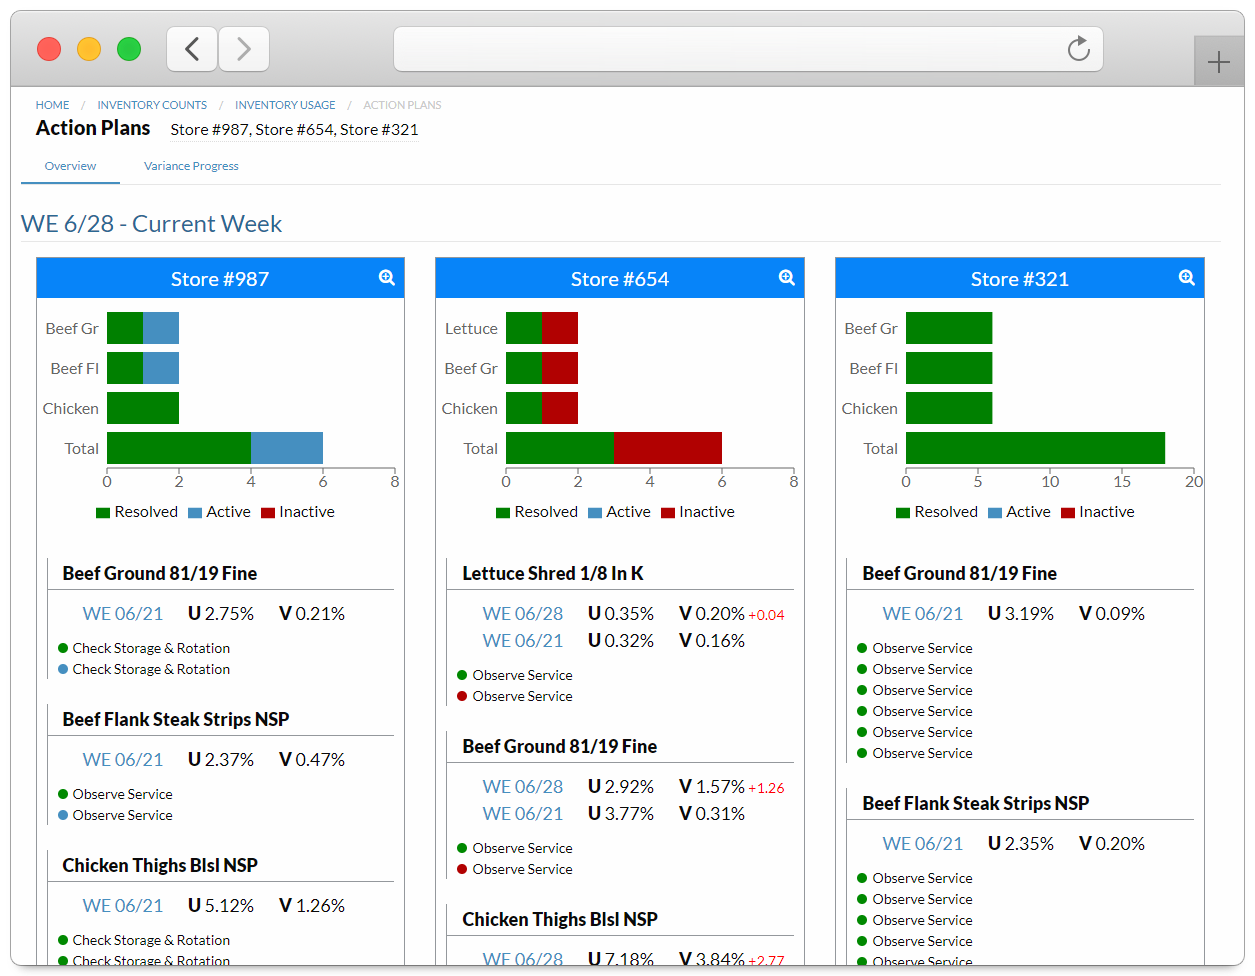 HOME / INVENTORY COUNTS / INVENTORY USAGE / ACTION PLANS
Action Plans Store #987, Store #654, Store #321
Overview Variance Progress
WE 6/28 - Current Week
Store #987
Beef Gr
Beef Fl
Chicken
Total
0 2 4 6 8
Resolved Active Inactive
Beef Ground 81/19 Fine
WE 06/21 U 2.75% V 0.21%
Check Storage & Rotation
Check Storage & Rotation
Beef Flank Steak Strips NSP
WE 06/21 U 2.37% V 0.47%
Observe Service
Observe Service
Chicken Thighs Blsl NSP
WE 06/21 U 5.12% V 1.26%
Check Storage & Rotation
Check Storage & Rotation
Store #654
Lettuce
Beef Gr
Chicken
Total
0 2 4 6 8
Resolved Active Inactive
Lettuce Shred 1/8 In K
WE 06/28 U 0.35% V 0.20% +0.04
WE 06/21 U 0.32% V 0.16%
Observe Service
Observe Service
Beef Ground 81/19 Fine
WE 06/28 U 2.92% V 1.57% +1.26
WE 06/21 U 3.77% V 0.31%
Observe Service
Observe Service
Chicken Thighs Blsl NSP
WE 06/28 U 7.18% V 3.84% +2.77
Store #321
Beef Gr
Beef Fl
Chicken
Total
0 5 10 15 20
Resolved Active Inactive
Beef Ground 81/19 Fine
WE 06/21 U 3.19% V 0.09%
Observe Service
Observe Service
Observe Service
Observe Service
Observe Service
Observe Service
Beef Flank Steak Strips NSP
WE 06/21 U 2.35% V 0.20%
Observe Service
Observe Service
Observe Service
Observe Service
Observe Service